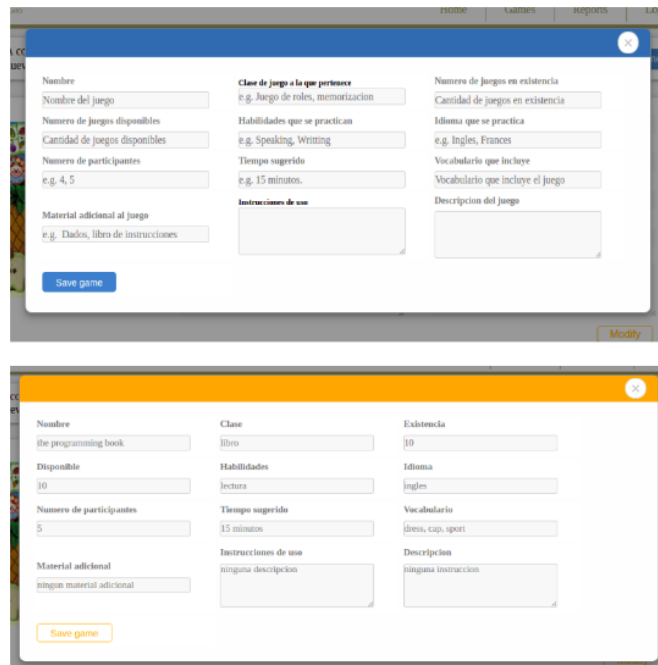 Home Games Reports
Nombre Clase de juego a la que pertenece Numero de juegos en existencia
Nombre del juego e.g. Juego de roles, memorizacion Cantidad de juegos en existencia
Numero de juegos disponibles Habilidades que se practican Idioma que se practica
Cantidad de juegos disponibles e.g. Speaking, Writting e.g. Ingles, Frances
Numero de participantes Tiempo sugerido Vocabulario que incluye
e.g. 4, 5 e.g. 15 minutos. Vocabulario que incluye el juego
Material adicional al juego Instrucciones de uso Descripcion del juego
e.g. Dados, libro de instrucciones
Save game
Modify
Nombre Clase Existencia
the programming book libro 10
Disponible Habilidades Idioma
10 lectura ingles
Numero de participantes Tiempo sugerido Vocabulario
5 15 minutos dress, cap, sport
Material adicional Instrucciones de uso Descripcion
ningun material adicional ninguna descripcion ninguna instruccion
Save game